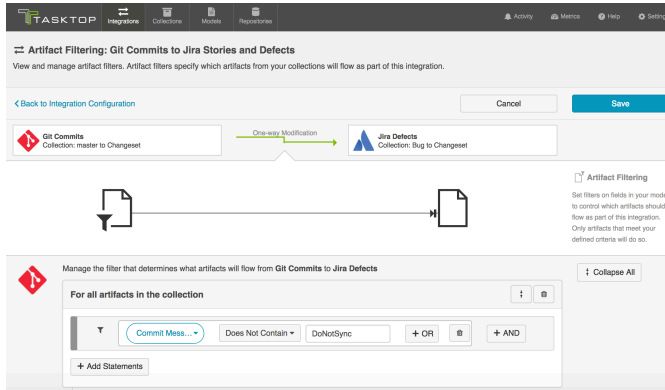 TASKTOP
Integrations
Collections
Models
Repositories
Activity
Metrics
Help
Setting
Artifact Filtering: Git Commits to Jira Stories and Defects
View and manage artifact filters. Artifact filters specify which artifacts from your collections will flow as part of this integration.
Back to Integration Configuration
Cancel
Save
Git Commits
Collection: master to Changeset
One-way Modification
Jira Defects
Collection: Bug to Changeset
Artifact Filtering
Set filters on fields in your mode
to control which artifacts should
flow as part of this integration.
Only artifacts that meet your
defined criteria will do so.
Manage the filter that determines what artifacts will flow from Git Commits to Jira Defects
Collapse All
For all artifacts in the collection
Commit Mess...
Does Not Contain
DoNotSync
+ OR
+ AND
+ Add Statements